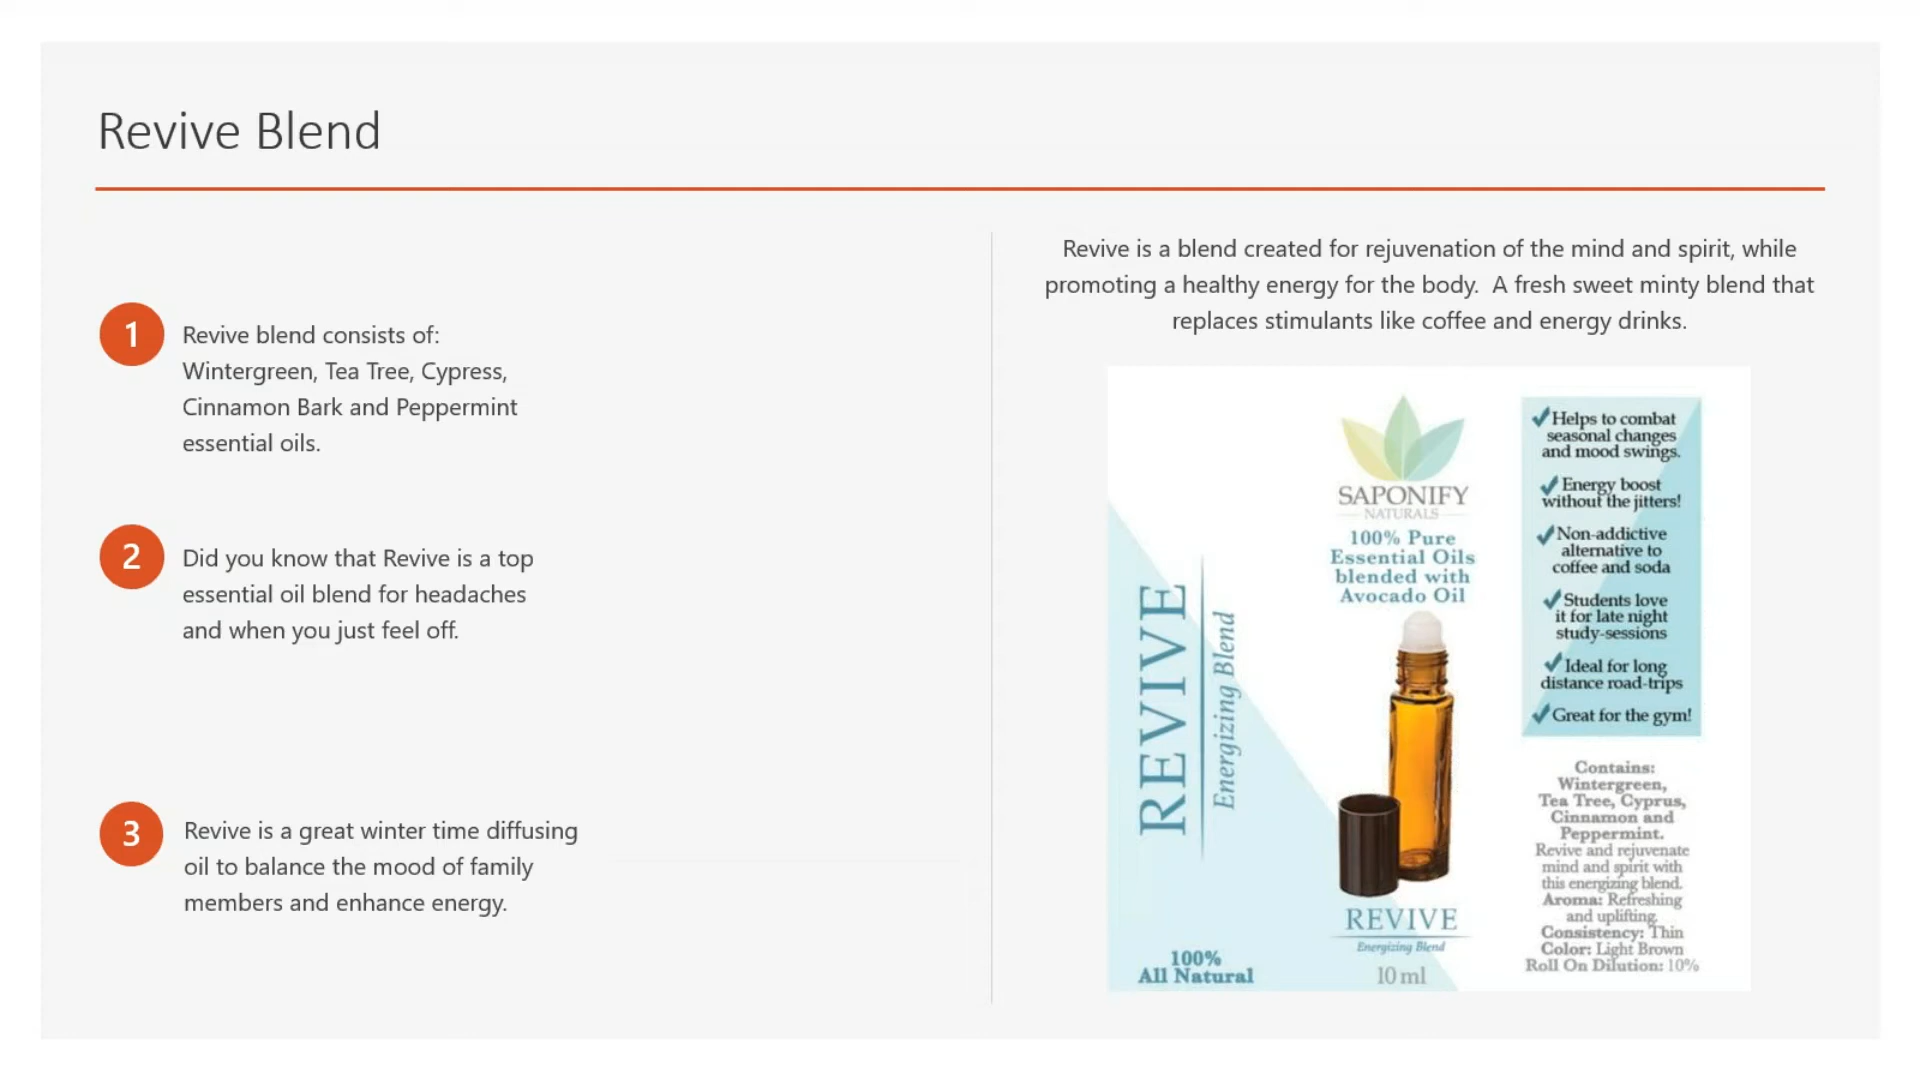 Revive Blend
1
Revive blend consists of:
Wintergreen, Tea Tree, Cypress,
Cinnamon Bark and Peppermint
essential oils.
2
Did you know that Revive is a top
essential oil blend for headaches
and when you just feel off.
3
Revive is a great winter time diffusing
oil to balance the mood of family
members and enhance energy.
Revive is a blend created for rejuvenation of the mind and spirit, while
promoting a healthy energy for the body.  A fresh sweet minty blend that
replaces stimulants like coffee and energy drinks.
REVIVE
Energizing Blend
100%
All Natural
SAPONIFY
NATURALS
100% Pure
Essential Oils
blended with
Avocado Oil
REVIVE
Energizing Blend
10 ml
Helps to combat
seasonal changes
and mood swings.
Energy boost
without the jitters!
Non-addictive
alternative to
coffee and soda
Students love
it for late night
study-sessions
Ideal for long
distance road-trips
Great for the gym!
Contains:
Wintergreen,
Tea Tree, Cyprus,
Cinnamon and
Peppermint.
Revive and rejuvenate
mind and spirit with
this energizing blend.
Aroma: Refreshing
and uplifting.
Consistency: Thin
Color: Light Brown
Roll On Dilution: 10%